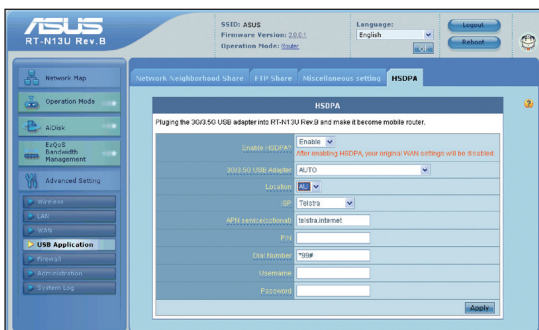 ASUS
RT-N13U Rev.B
SSID: ASUS
Firmware Version: 2.0.0.1
Operation Mode: Router
Language:
English
Logout
Reboot
Network Map
Operation Mode
AiDisk
EzQoS
Bandwidth
Management
Advanced Setting
Wireless
LAN
WAN
USB Application
Firewall
Administration
System Log
Network Neighborhood Share
FTP Share
Miscellaneous setting
HSDPA
HSDPA
Pluging the 3G/3.5G USB adapter into RT-N13U Rev.B and make it become mobile router.
Enable HSDPA? Enable
After enabling HSDPA, your original WAN settings will be disabled.
3G/3.5G USB Adapter AUTO
Location AU
ISP Telstra
APN service(optional) telstra.internet
PIN
Dial Number *99#
Username
Password
Apply